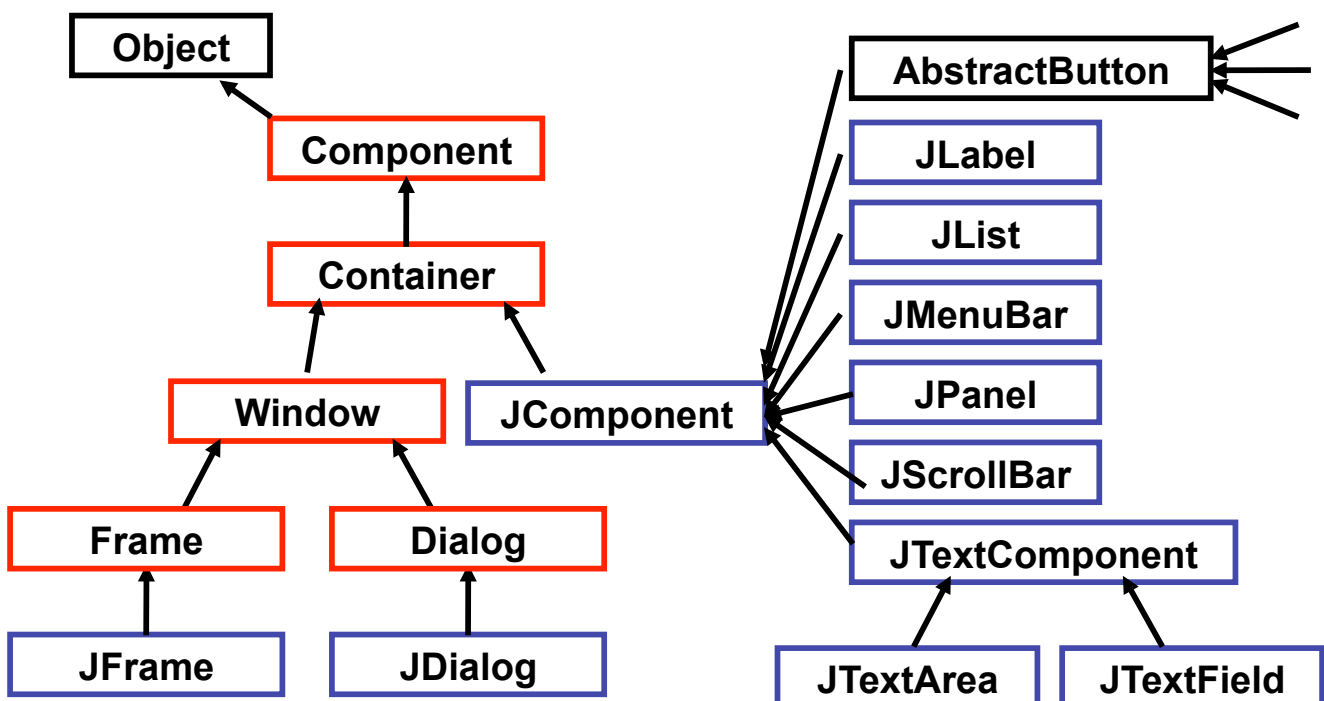 Object
Component
Container
Window
JComponent
Frame
Dialog
JFrame
JDialog
AbstractButton
JLabel
JList
JMenuBar
JPanel
JScrollBar
JTextComponent
JTextArea
JTextField